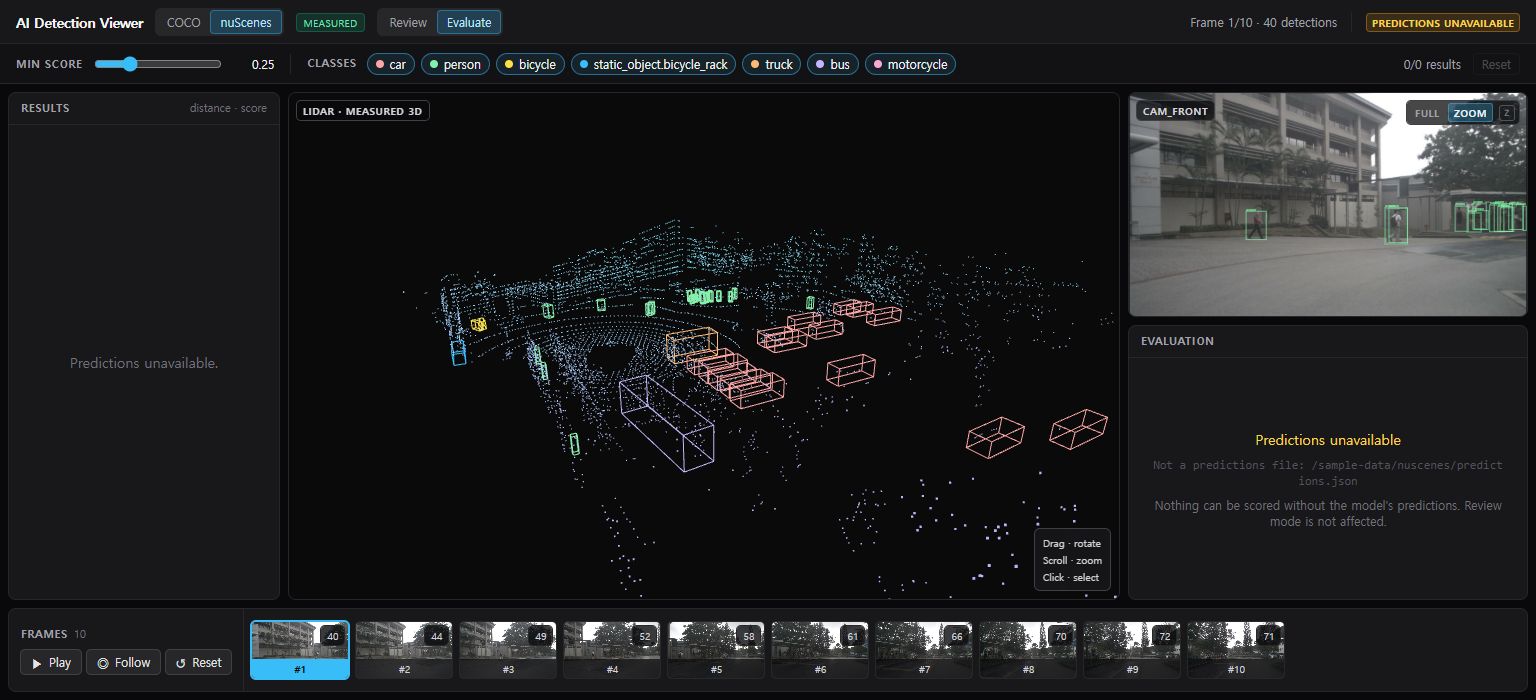 AI Detection Viewer COCO nuScenes MEASURED Review Evaluate Frame 1/10 · 40 detections PREDICTIONS UNAVAILABLE
MIN SCORE 0.25 CLASSES car person bicycle static_object.bicycle_rack truck bus motorcycle 0/0 results Reset
RESULTS distance · score
Predictions unavailable.
LIDAR · MEASURED 3D
Drag · rotate
Scroll · zoom
Click · select
CAM_FRONT FULL ZOOM Z
EVALUATION
Predictions unavailable
Not a predictions file: /sample-data/nuscenes/predict
ions.json
Nothing can be scored without the model's predictions. Review
mode is not affected.
FRAMES 10
Play Follow Reset
40 44 49 52 58 61 66 70 72 71
#1 #2 #3 #4 #5 #6 #7 #8 #9 #10